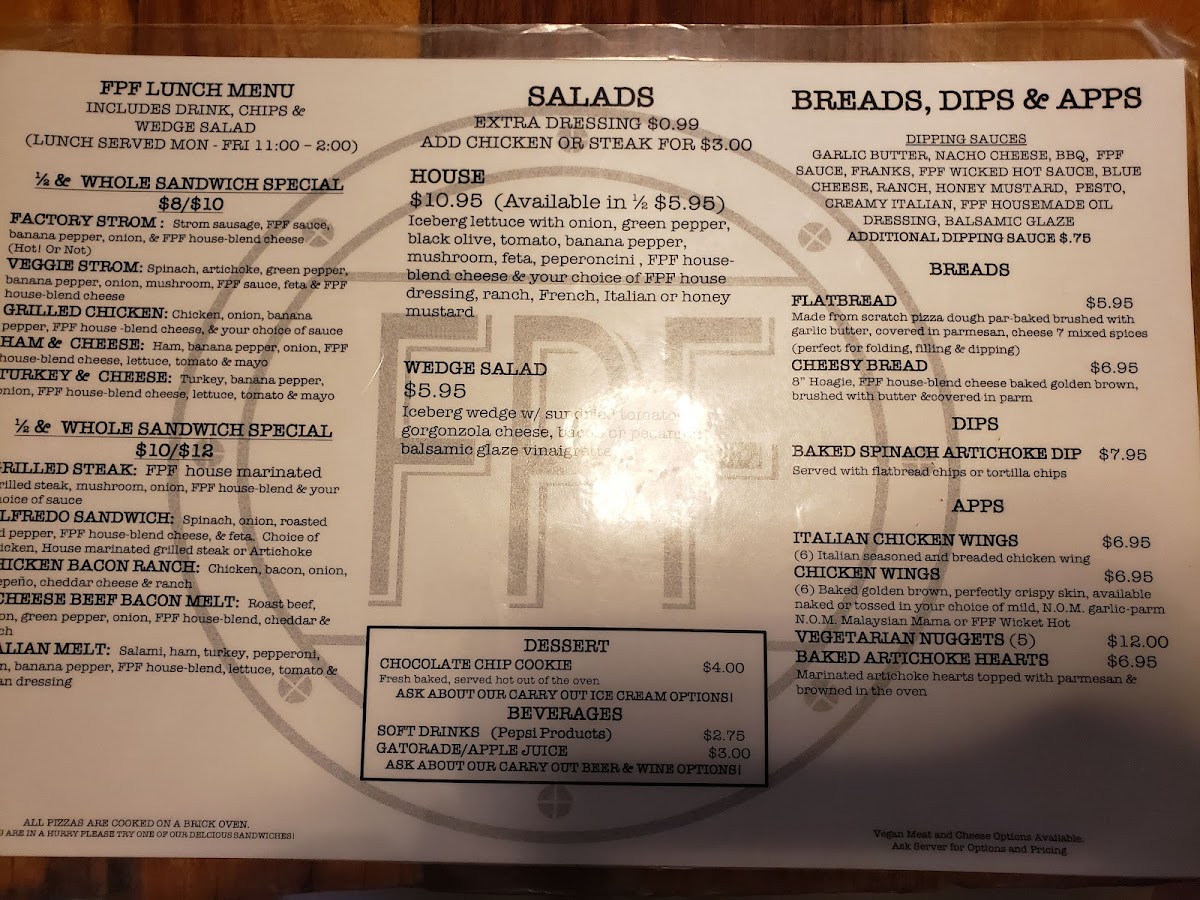 FPF LUNCH MENU
INCLUDES DRINK, CHIPS &
WEDGE SALAD
(LUNCH SERVED MON - FRI 11:00 – 2:00)
½ & WHOLE SANDWICH SPECIAL
$8/$10
FACTORY STROM : Strom sausage, FPF sauce,
banana pepper, onion, & FPF house-blend cheese
(Hot! Or Not)
VEGGIE STROM: Spinach, artichoke, green pepper,
banana pepper, onion, mushroom, FPF sauce, feta & FPF
house-blend cheese
GRILLED CHICKEN: Chicken, onion, banana
pepper, FPF house -blend cheese, & your choice of sauce
HAM & CHEESE: Ham, banana pepper, onion, FPF
house-blend cheese, lettuce, tomato & mayo
TURKEY & CHEESE: Turkey, banana pepper,
onion, FPF house-blend cheese, lettuce, tomato & mayo
½ & WHOLE SANDWICH SPECIAL
$10/$12
GRILLED STEAK: FPF house marinated
grilled steak, mushroom, onion, FPF house-blend & your
choice of sauce
ALFREDO SANDWICH: Spinach, onion, roasted
pepper, FPF house-blend cheese, & feta. Choice of
chicken, House marinated grilled steak or Artichoke
CHICKEN BACON RANCH: Chicken, bacon, onion,
cheddar cheese & ranch
CHEESE BEEF BACON MELT: Roast beef,
green pepper, onion, FPF house-blend, cheddar &
MELT: Salami, ham, turkey, pepperoni,
banana pepper, FPF house-blend, lettuce, tomato &
dressing
ALL PIZZAS ARE COOKED ON A BRICK OVEN.
ARE IN A HURRY PLEASE TRY ONE OF OUR DELCIOUS SANDWICHES!
SALADS
EXTRA DRESSING $0.99
ADD CHICKEN OR STEAK FOR $3.00
HOUSE
$10.95 (Available in ½ $5.95)
Iceberg lettuce with onion, green pepper,
black olive, tomato, banana pepper,
mushroom, feta, peperoncini , FPF house-
blend cheese & your choice of FPF house
dressing, ranch, French, Italian or honey
mustard
WEDGE SALAD
$5.95
Iceberg wedge w/ sundried tomato
gorgonzola cheese, bacon or pecan
balsamic glaze vinaigrette
FPF
DESSERT
CHOCOLATE CHIP COOKIE $4.00
Fresh baked, served hot out of the oven
ASK ABOUT OUR CARRY OUT ICE CREAM OPTIONS!
BEVERAGES
SOFT DRINKS (Pepsi Products) $2.75
GATORADE/APPLE JUICE $3.00
ASK ABOUT OUR CARRY OUT BEER & WINE OPTIONS!
BREADS, DIPS & APPS
DIPPING SAUCES
GARLIC BUTTER, NACHO CHEESE, BBQ, FPF
SAUCE, FRANKS, FPF WICKED HOT SAUCE, BLUE
CHEESE, RANCH, HONEY MUSTARD, PESTO,
CREAMY ITALIAN, FPF HOUSEMADE OIL
DRESSING, BALSAMIC GLAZE
ADDITIONAL DIPPING SAUCE $.75
BREADS
FLATBREAD $5.95
Made from scratch pizza dough par-baked brushed with
garlic butter, covered in parmesan, cheese 7 mixed spices
(perfect for folding, filling & dipping)
CHEESY BREAD $6.95
8" Hoagie, FPF house-blend cheese baked golden brown,
brushed with butter &covered in parm
DIPS
BAKED SPINACH ARTICHOKE DIP $7.95
Served with flatbread chips or tortilla chips
APPS
ITALIAN CHICKEN WINGS $6.95
(6) Italian seasoned and breaded chicken wing
CHICKEN WINGS $6.95
(6) Baked golden brown, perfectly crispy skin, available
naked or tossed in your choice of mild, N.O.M. garlic-parm
N.O.M. Malaysian Mama or FPF Wicket Hot
VEGETARIAN NUGGETS (5) $12.00
BAKED ARTICHOKE HEARTS $6.95
Marinated artichoke hearts topped with parmesan &
browned in the oven
Vegan Meat and Cheese Options Available.
Ask Server for Options and Pricing